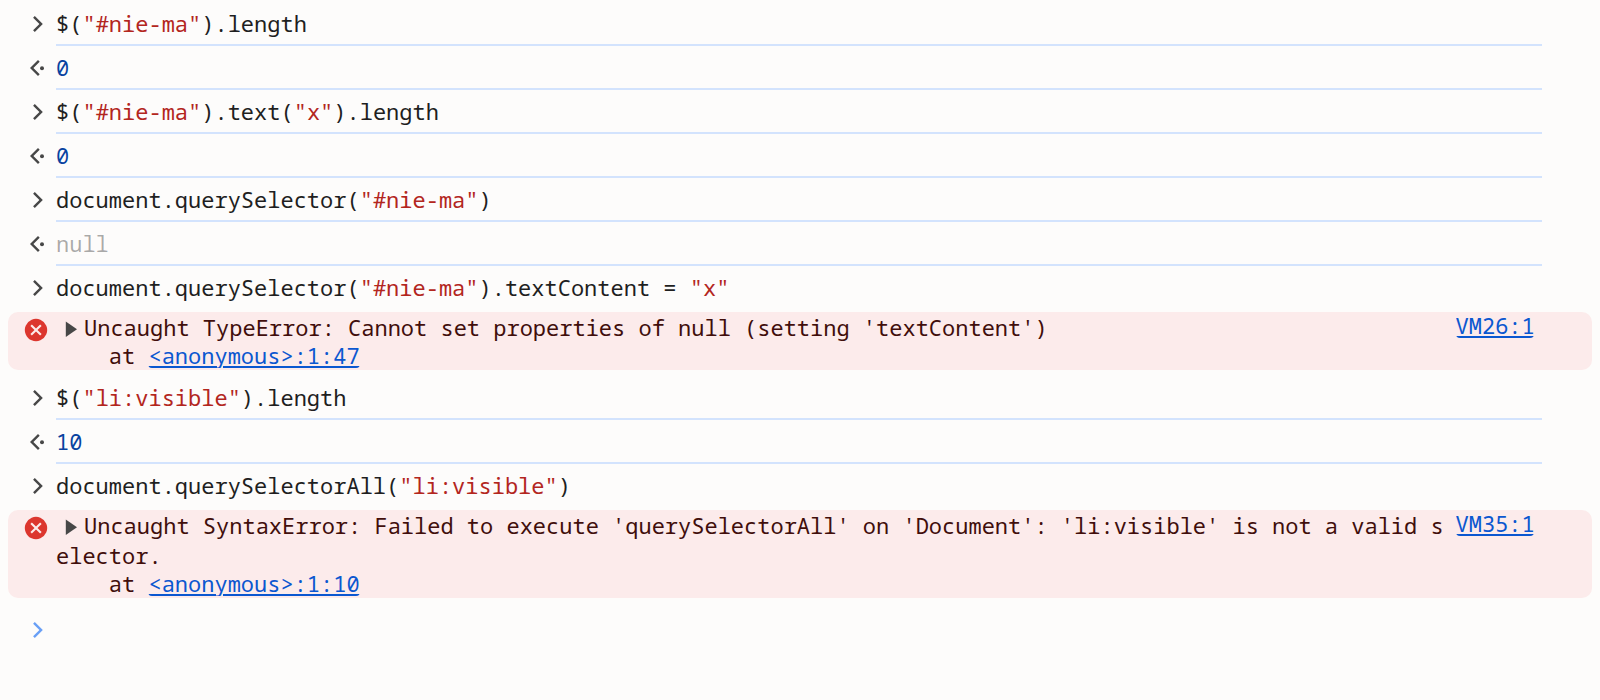 > $("#nie-ma").length
0
> $("#nie-ma").text("x").length
0
> document.querySelector("#nie-ma")
null
> document.querySelector("#nie-ma").textContent = "x"
Uncaught TypeError: Cannot set properties of null (setting 'textContent') VM26:1
at <anonymous>:1:47
> $("li:visible").length
10
> document.querySelectorAll("li:visible")
Uncaught SyntaxError: Failed to execute 'querySelectorAll' on 'Document': 'li:visible' is not a valid s VM35:1
elector.
at <anonymous>:1:10
>